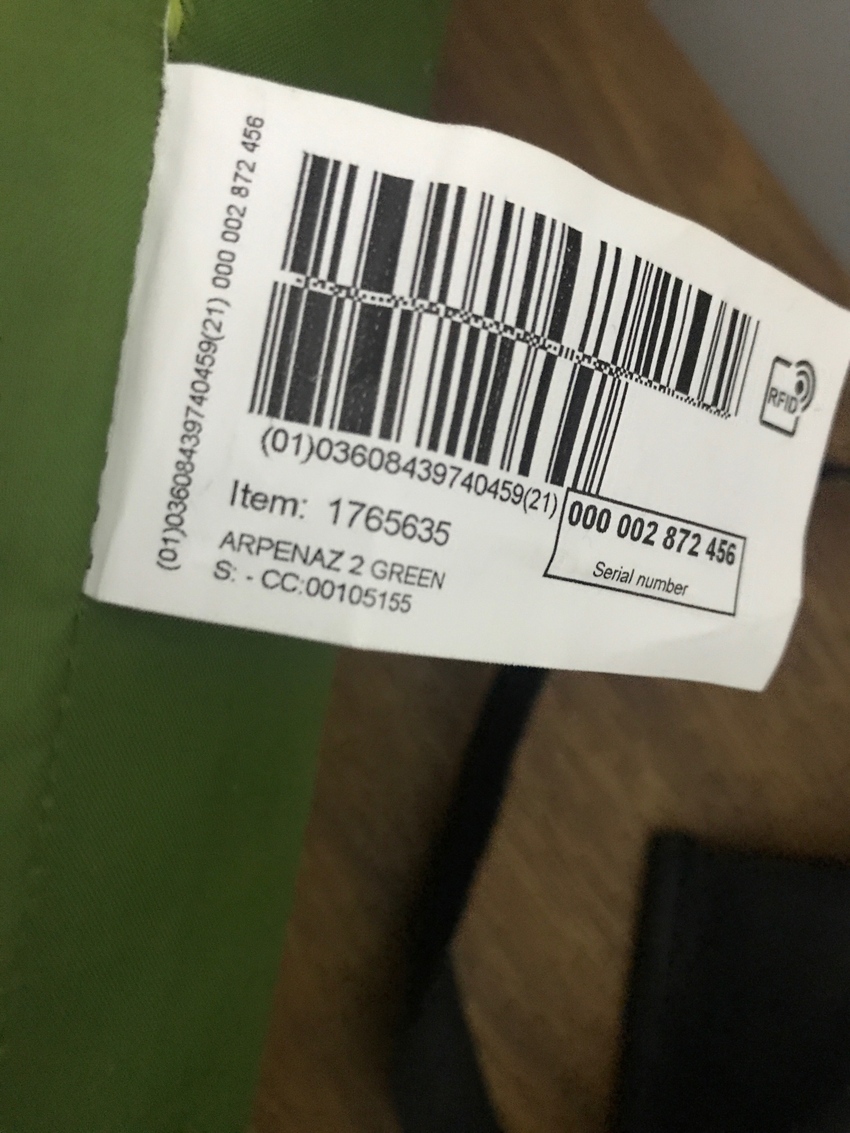 (01)03608439740459(21) 000 002 872 456
RFID
(01)03608439740459(21)
000 002 872 456
Serial number
Item: 1765635
ARPENAZ 2 GREEN
S: - CC:00105155